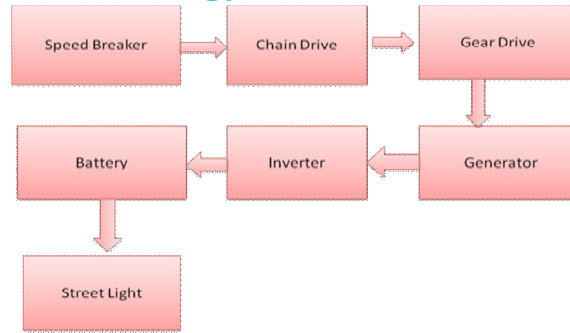 Speed Breaker
Chain Drive
Gear Drive
Generator
Inverter
Battery
Street Light